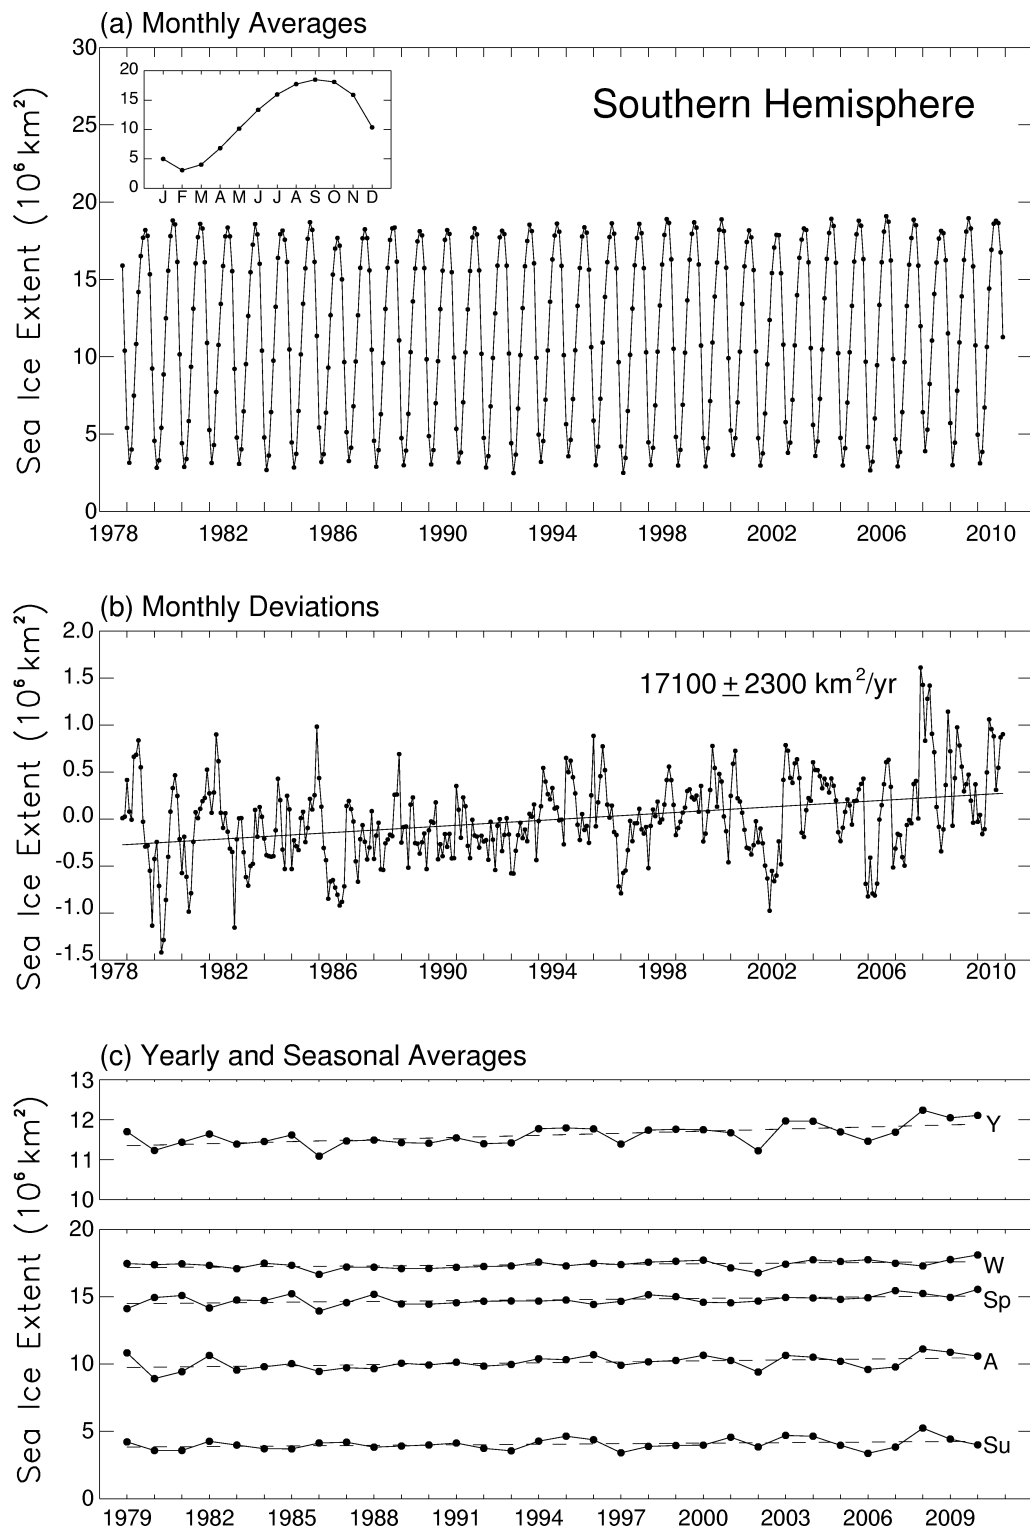 (a) Monthly Averages
Sea Ice Extent (10⁶ km²)
30
25
20
15
10
5
0
Southern Hemisphere
20
15
10
5
0
J F M A M J J A S O N D
1978 1982 1986 1990 1994 1998 2002 2006 2010
(b) Monthly Deviations
Sea Ice Extent (10⁶ km²)
2.0
1.5
1.0
0.5
0.0
-0.5
-1.0
-1.5
17100 ± 2300 km²/yr
1978 1982 1986 1990 1994 1998 2002 2006 2010
(c) Yearly and Seasonal Averages
Sea Ice Extent (10⁶ km²)
13
12
11
10
Y
20
15
10
5
0
W
Sp
A
Su
1979 1982 1985 1988 1991 1994 1997 2000 2003 2006 2009